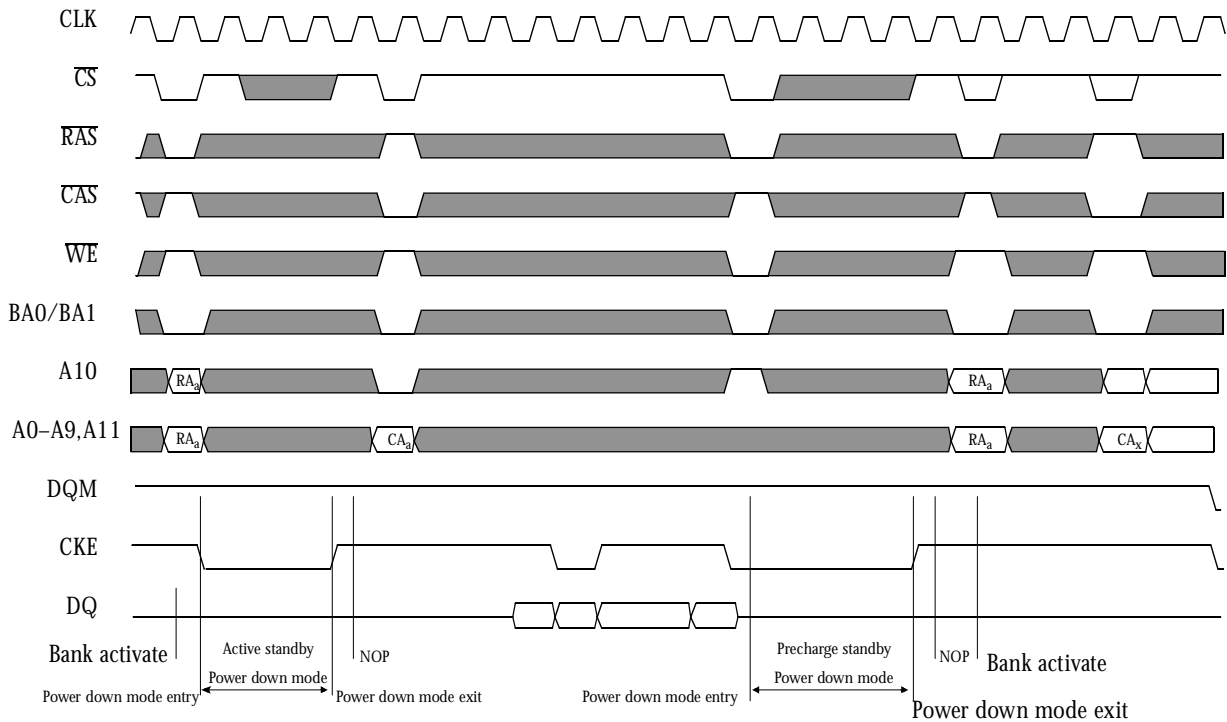 CLK
CS
RAS
CAS
WE
BA0/BA1
A10 RAₐ RAₐ
A0–A9,A11 RAₐ CAₐ RAₐ CAₓ
DQM
CKE
DQ
Bank activate Active standby NOP Precharge standby NOP Bank activate
Power down mode entry Power down mode Power down mode exit Power down mode entry Power down mode Power down mode exit